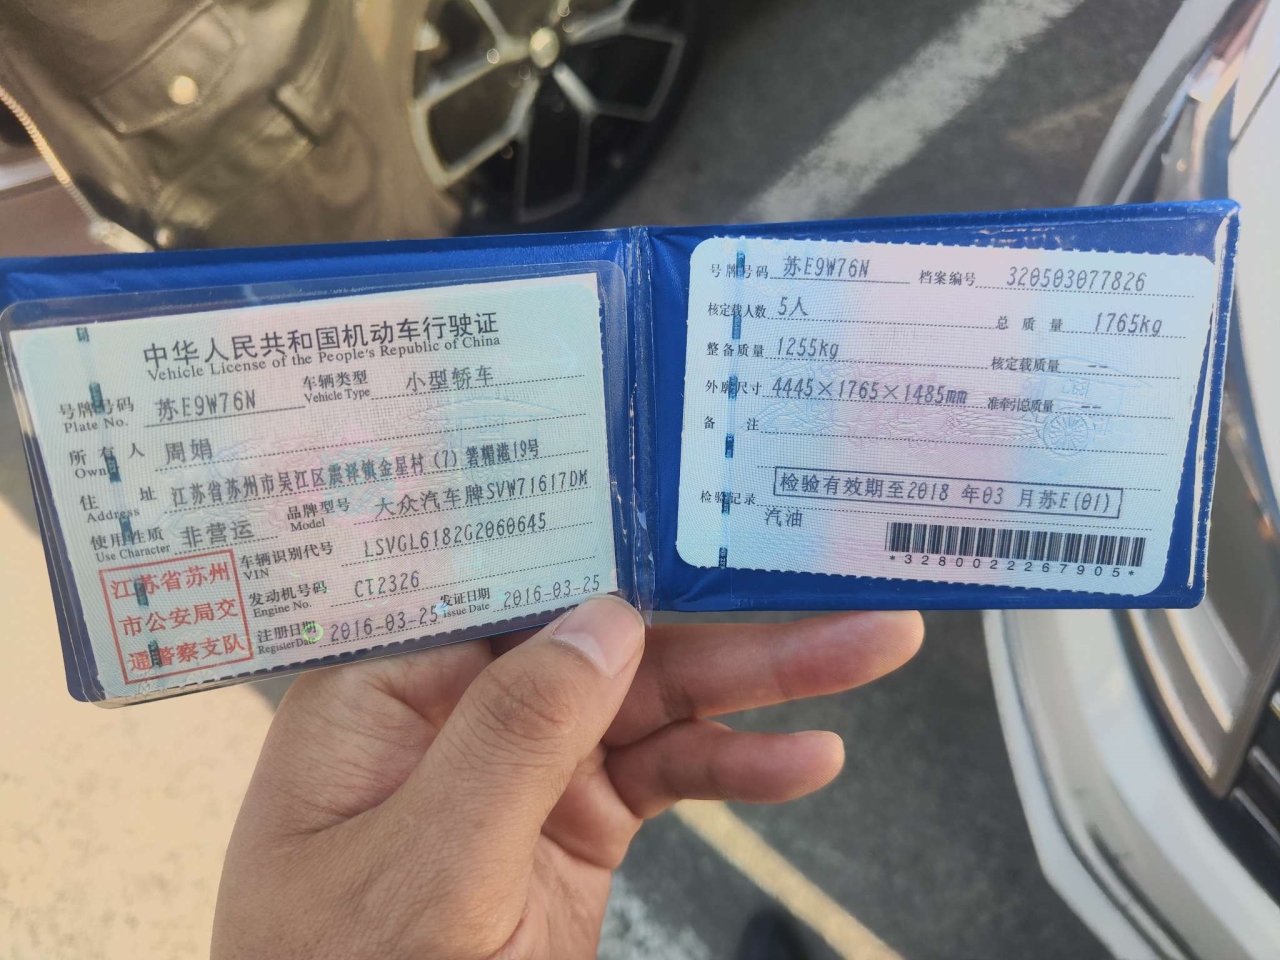 中华人民共和国机动车行驶证
Vehicle License of the People's Republic of China
号牌号码 苏E9W76N 车辆类型 小型轿车
Plate No. Vehicle Type
所有人 周娟
Owner
住址 江苏省苏州市吴江区震泽镇金星村(7)箬帽港19号
Address
使用性质 非营运 品牌型号 大众汽车牌SVW71617DM
Use Character Model
江苏省苏州
市公安局交
通警察支队
车辆识别代号 LSVGL6182G2060645
VIN
发动机号码 CT2326
Engine No.
注册日期 2016-03-25 发证日期 2016-03-25
Register Date Issue Date
号牌号码 苏E9W76N 档案编号 320503077826
核定载人数 5人 总质量 1765kg
整备质量 1255kg 核定载质量 --
外廓尺寸 4445×1765×1485mm 准牵引总质量 --
备注
检验记录 检验有效期至2018 年03 月苏E(01)
汽油
*3280022267905*